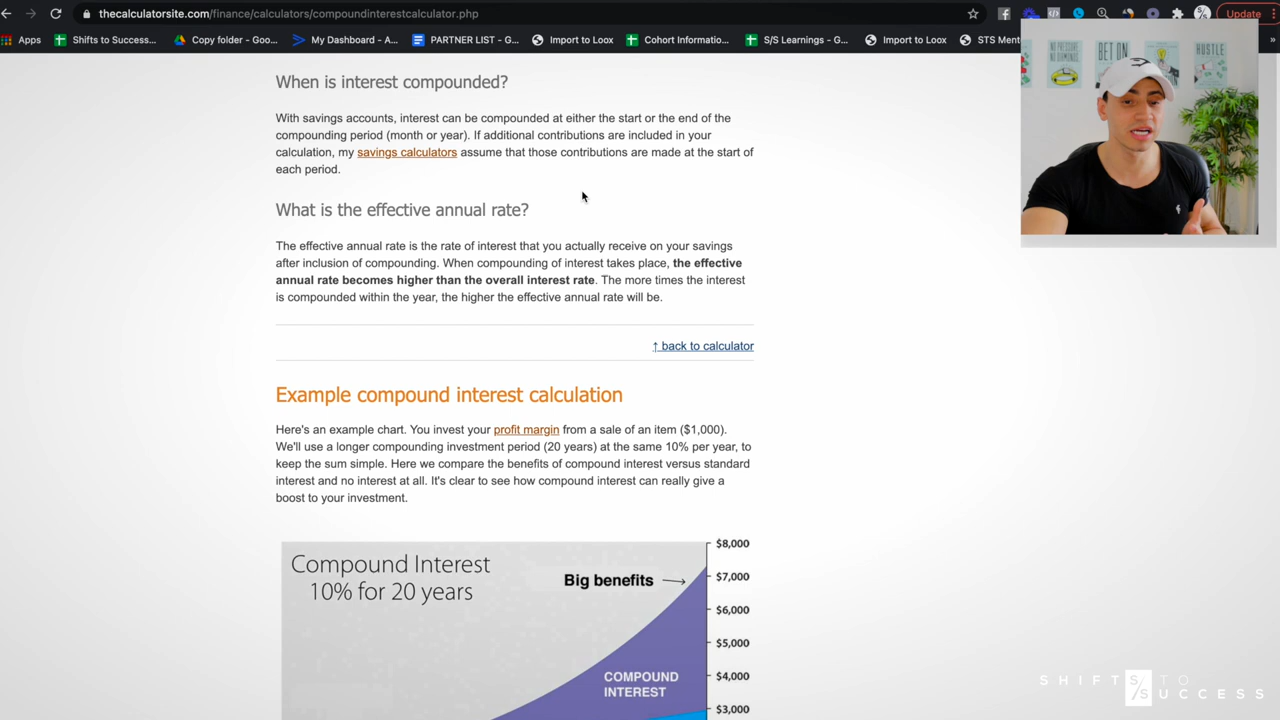 thecalculatorsite.com/finance/calculators/compoundinterestcalculator.php
Update
Apps
Shifts to Success...
Copy folder - Goo...
My Dashboard - A...
PARTNER LIST - G...
Import to Loox
Cohort Informatio...
S/S Learnings - G...
Import to Loox
STS Ment
»
NO PRESSURE
NO DIAMONDS
BET ON
HUSTLE
When is interest compounded?
With savings accounts, interest can be compounded at either the start or the end of the
compounding period (month or year). If additional contributions are included in your
calculation, my savings calculators assume that those contributions are made at the start of
each period.
What is the effective annual rate?
The effective annual rate is the rate of interest that you actually receive on your savings
after inclusion of compounding. When compounding of interest takes place, the effective
annual rate becomes higher than the overall interest rate. The more times the interest
is compounded within the year, the higher the effective annual rate will be.
↑ back to calculator
Example compound interest calculation
Here's an example chart. You invest your profit margin from a sale of an item ($1,000).
We'll use a longer compounding investment period (20 years) at the same 10% per year, to
keep the sum simple. Here we compare the benefits of compound interest versus standard
interest and no interest at all. It's clear to see how compound interest can really give a
boost to your investment.
Compound Interest
10% for 20 years
Big benefits
COMPOUND
INTEREST
$8,000
$7,000
$6,000
$5,000
$4,000
$3,000
SHIFTS TO
S/S UCCESS